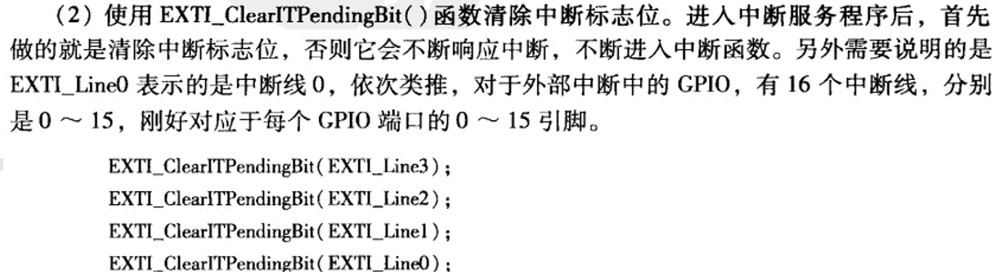 （2）使用 EXTI_ClearITPendingBit( )函数清除中断标志位。进入中断服务程序后，首先
做的就是清除中断标志位，否则它会不断响应中断，不断进入中断函数。另外需要说明的是
EXTI_Line0 表示的是中断线 0，依次类推，对于外部中断中的 GPIO，有 16 个中断线，分别
是 0 ～ 15，刚好对应于每个 GPIO 端口的 0 ～ 15 引脚。
EXTI_ClearITPendingBit( EXTI_Line3) ;
EXTI_ClearITPendingBit( EXTI_Line2) ;
EXTI_ClearITPendingBit( EXTI_Line1) ;
EXTI_ClearITPendingBit( EXTI_Line0) ;